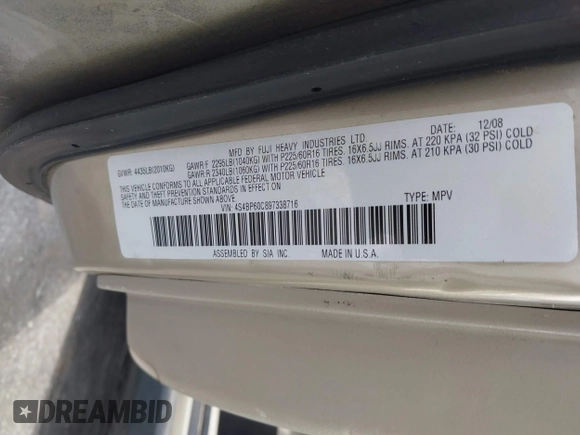 MFD BY FUJI HEAVY INDUSTRIES LTD. DATE: 12/08
GVWR: 4435LB(2010KG) GAWR:F 2295LB(1040KG) WITH P225/60R16 TIRES. 16X6.5JJ RIMS. AT 220 KPA (32 PSI) COLD
GAWR:R 2340LB(1060KG) WITH P225/60R16 TIRES. 16X6.5JJ RIMS. AT 210 KPA (30 PSI) COLD
THIS VEHICLE CONFORMS TO ALL APPLICABLE FEDERAL MOTOR VEHICLE
SAFETY AND BUMPER STANDARDS IN EFFECT ON
THE DATE OF MANUFACTURE SHOWN ABOVE
VIN: 4S4BP60C897338716 TYPE: MPV
ASSEMBLED BY SIA INC. MADE IN U.S.A.
DREAMBID